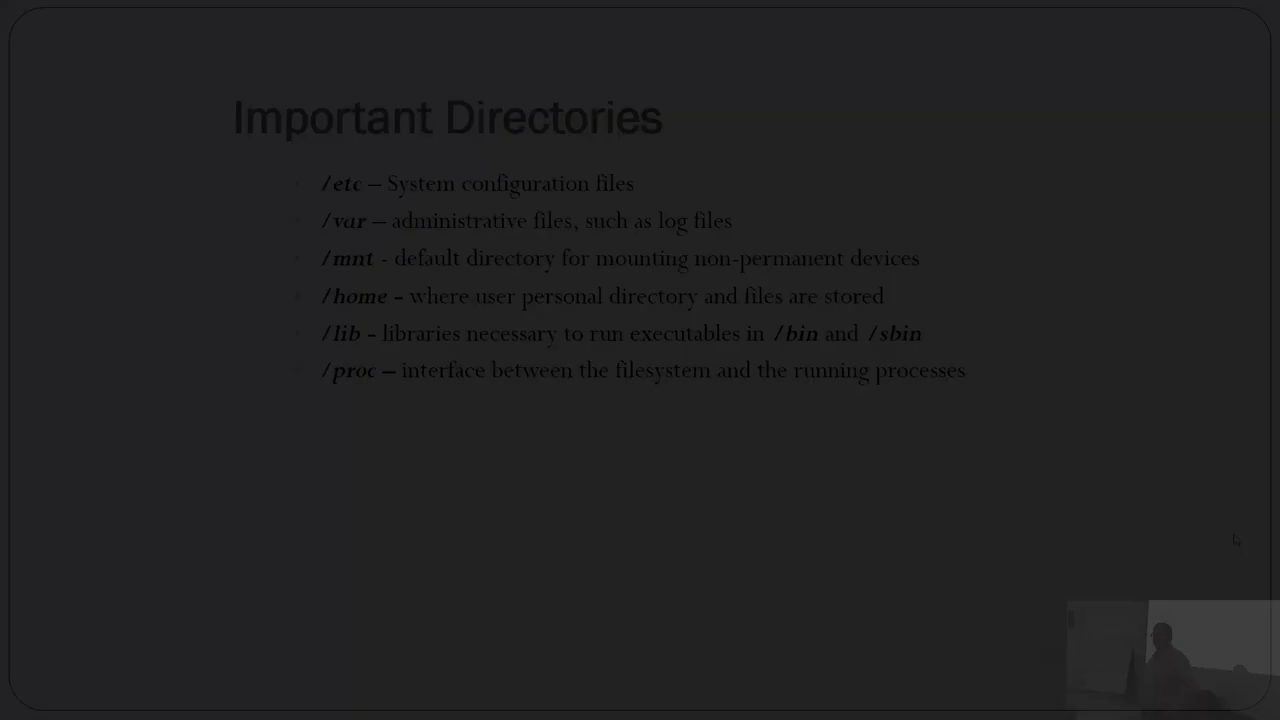 Important Directories
/etc – System configuration files
/var – administrative files, such as log files
/mnt - default directory for mounting non-permanent devices
/home - where user personal directory and files are stored
/lib - libraries necessary to run executables in /bin and /sbin
/proc – interface between the filesystem and the running processes